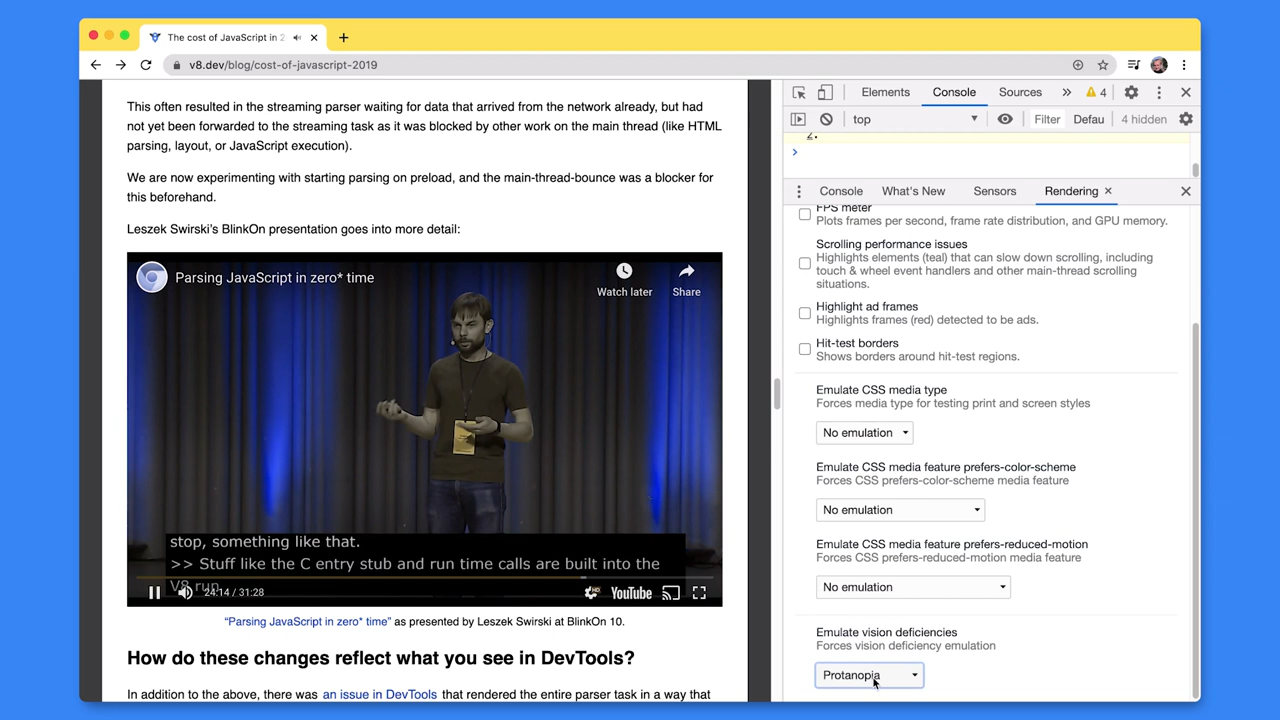 The cost of JavaScript in 2
v8.dev/blog/cost-of-javascript-2019
This often resulted in the streaming parser waiting for data that arrived from the network already, but had
not yet been forwarded to the streaming task as it was blocked by other work on the main thread (like HTML
parsing, layout, or JavaScript execution).
We are now experimenting with starting parsing on preload, and the main-thread-bounce was a blocker for
this beforehand.
Leszek Swirski's BlinkOn presentation goes into more detail:
Parsing JavaScript in zero* time
Watch later
Share
stop, something like that.
>> Stuff like the C entry stub and run time calls are built into the
V8 run
24:14 / 31:28
HD
YouTube
“Parsing JavaScript in zero* time” as presented by Leszek Swirski at BlinkOn 10.
How do these changes reflect what you see in DevTools?
In addition to the above, there was an issue in DevTools that rendered the entire parser task in a way that
Elements
Console
Sources
4
top
Filter
Defau
4 hidden
2.
Console
What's New
Sensors
Rendering
FPS meter
Plots frames per second, frame rate distribution, and GPU memory.
Scrolling performance issues
Highlights elements (teal) that can slow down scrolling, including
touch & wheel event handlers and other main-thread scrolling
situations.
Highlight ad frames
Highlights frames (red) detected to be ads.
Hit-test borders
Shows borders around hit-test regions.
Emulate CSS media type
Forces media type for testing print and screen styles
No emulation
Emulate CSS media feature prefers-color-scheme
Forces CSS prefers-color-scheme media feature
No emulation
Emulate CSS media feature prefers-reduced-motion
Forces CSS prefers-reduced-motion media feature
No emulation
Emulate vision deficiencies
Forces vision deficiency emulation
Protanopia